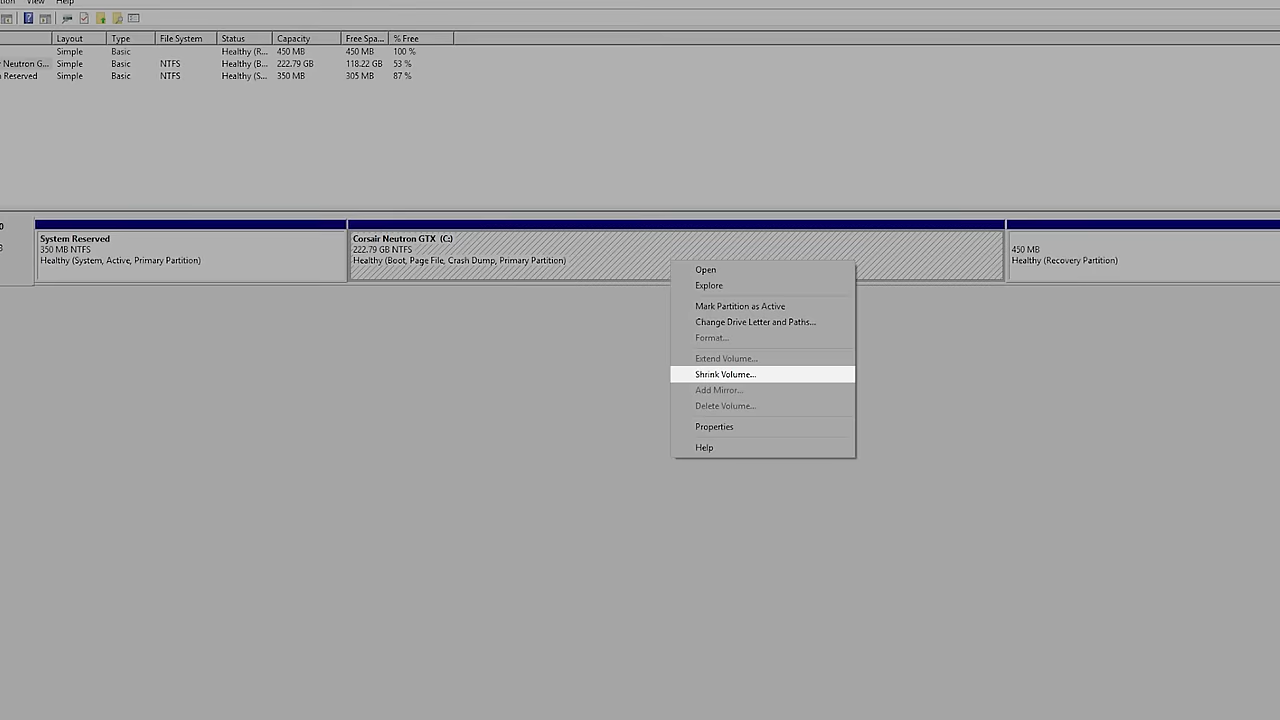 View Help
Layout Type File System Status Capacity Free Spa... % Free
Simple Basic Healthy (R... 450 MB 450 MB 100 %
Neutron G... Simple Basic NTFS Healthy (B... 222.79 GB 118.22 GB 53 %
Reserved Simple Basic NTFS Healthy (S... 350 MB 305 MB 87 %
System Reserved
350 MB NTFS
Healthy (System, Active, Primary Partition)
Corsair Neutron GTX (C:)
222.79 GB NTFS
Healthy (Boot, Page File, Crash Dump, Primary Partition)
450 MB
Healthy (Recovery Partition)
Open
Explore
Mark Partition as Active
Change Drive Letter and Paths...
Format...
Extend Volume...
Shrink Volume...
Add Mirror...
Delete Volume...
Properties
Help